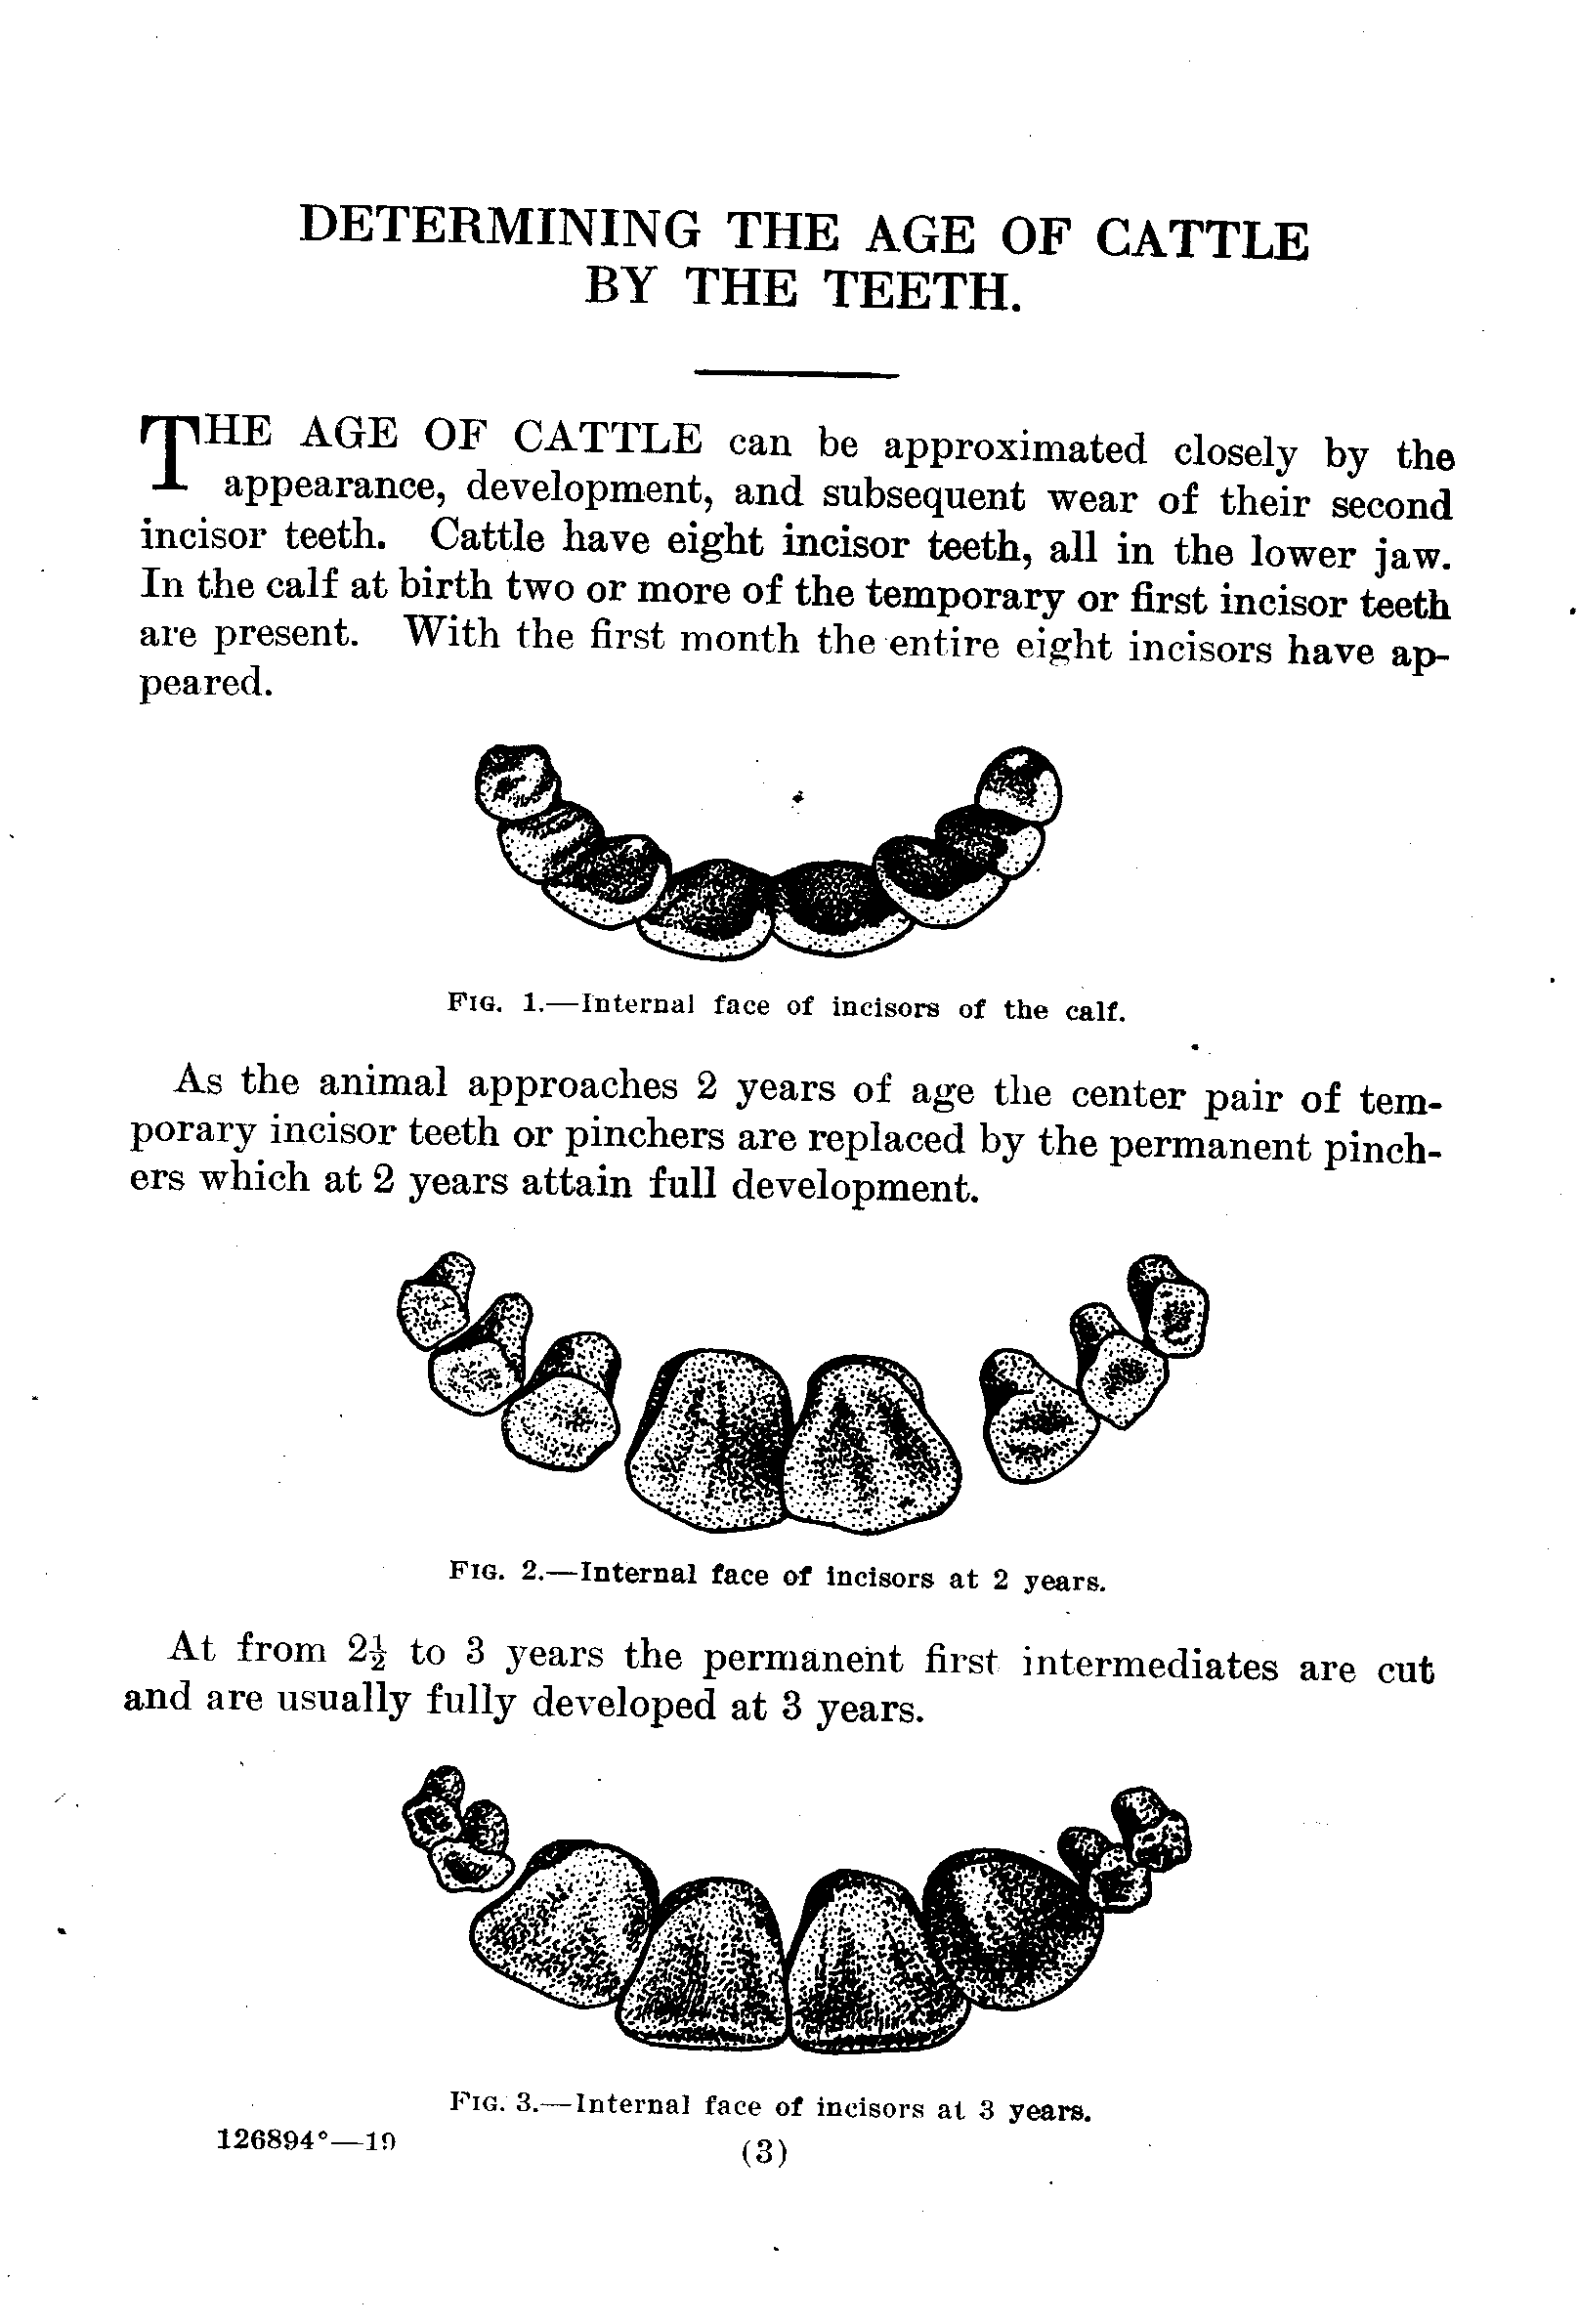 DETERMINING THE AGE OF CATTLE
BY THE TEETH.
THE AGE OF CATTLE can be approximated closely by the
appearance, development, and subsequent wear of their second
incisor teeth. Cattle have eight incisor teeth, all in the lower jaw.
In the calf at birth two or more of the temporary or first incisor teeth
are present. With the first month the entire eight incisors have ap-
peared.
FIG. 1.—Internal face of incisors of the calf.
As the animal approaches 2 years of age the center pair of tem-
porary incisor teeth or pinchers are replaced by the permanent pinch-
ers which at 2 years attain full development.
FIG. 2.—Internal face of incisors at 2 years.
At from 2½ to 3 years the permanent first intermediates are cut
and are usually fully developed at 3 years.
FIG. 3.—Internal face of incisors at 3 years.
126894°—19
(3)